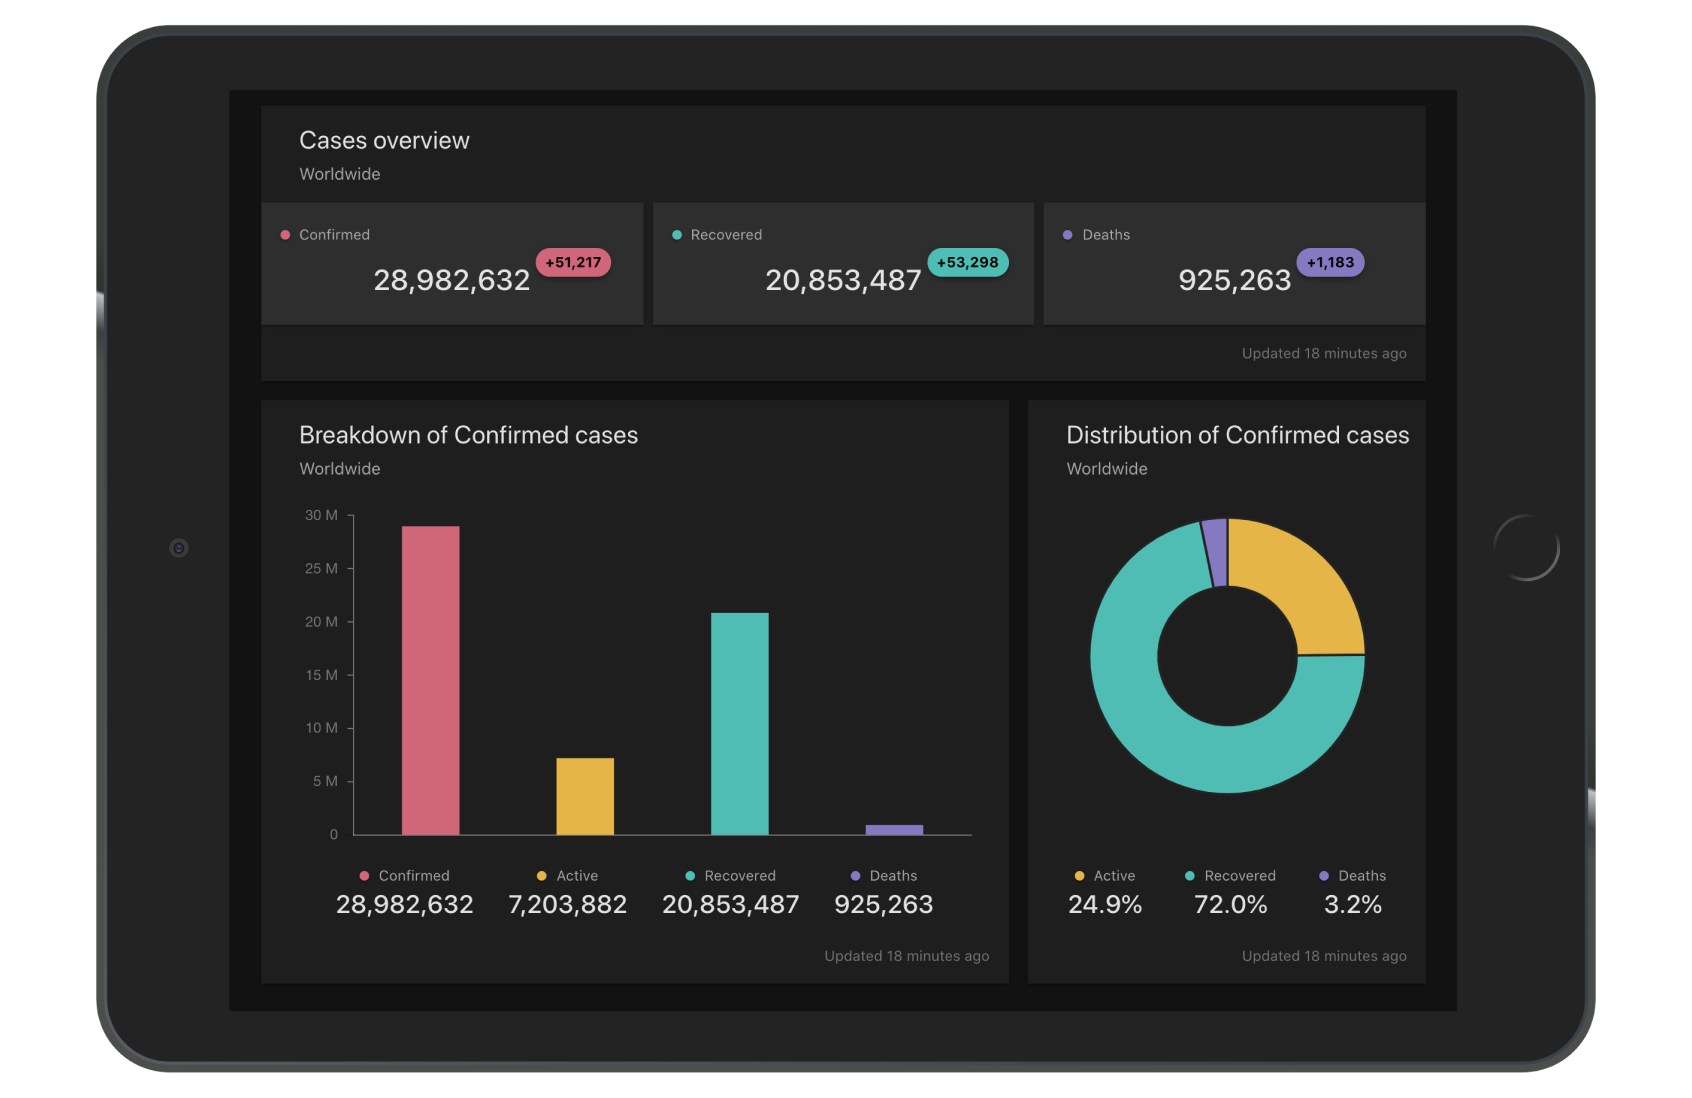 Cases overview
Worldwide
Confirmed
28,982,632 +51,217
Recovered
20,853,487 +53,298
Deaths
925,263 +1,183
Updated 18 minutes ago
Breakdown of Confirmed cases
Worldwide
30 M
25 M
20 M
15 M
10 M
5 M
0
Confirmed
28,982,632
Active
7,203,882
Recovered
20,853,487
Deaths
925,263
Updated 18 minutes ago
Distribution of Confirmed cases
Worldwide
Active
24.9%
Recovered
72.0%
Deaths
3.2%
Updated 18 minutes ago